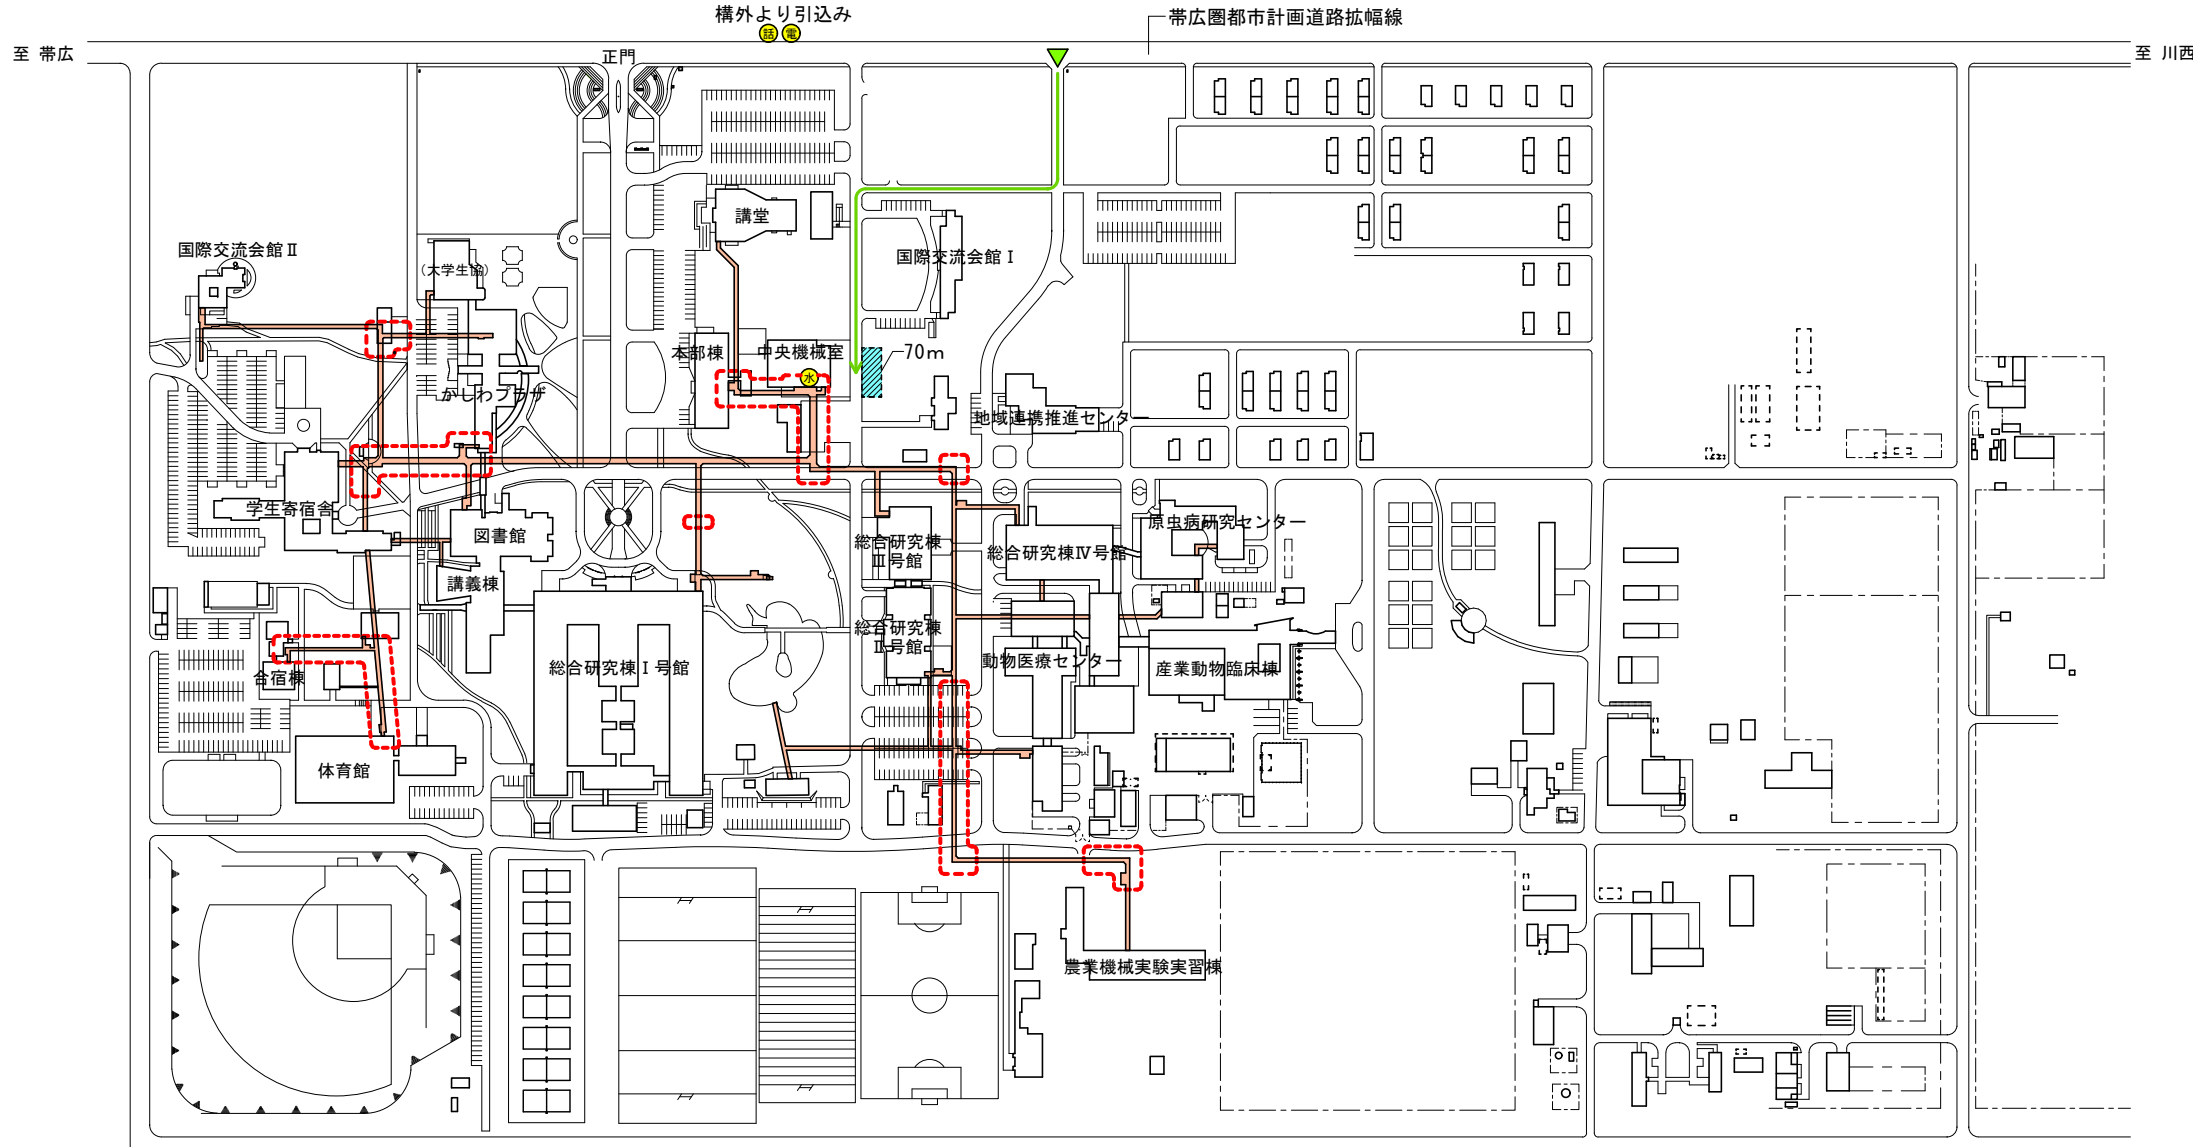 構外より引込み
話 電
帯広圏都市計画道路拡幅線
至 帯広
正門
至 川西
講堂
国際交流会館Ⅱ
国際交流会館Ⅰ
(大学生協)
本部棟
中央機械室
70m
水
かしわプラザ
地域連携推進センター
学生寄宿舎
図書館
原虫病研究センター
総合研究棟
Ⅲ号館
総合研究棟Ⅳ号館
講義棟
総合研究棟
Ⅱ号館
総合研究棟Ⅰ号館
動物医療センター
産業動物臨床棟
合宿棟
体育館
農業機械実験実習棟